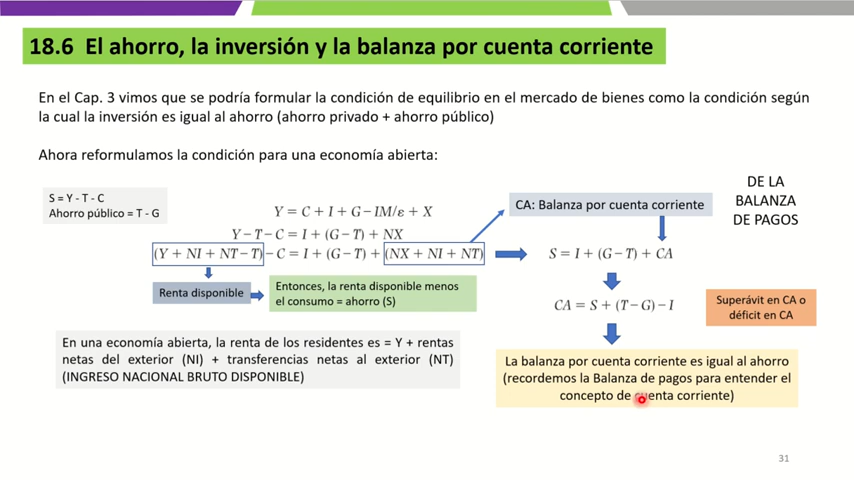 18.6 El ahorro, la inversión y la balanza por cuenta corriente
En el Cap. 3 vimos que se podría formular la condición de equilibrio en el mercado de bienes como la condición según
la cual la inversión es igual al ahorro (ahorro privado + ahorro público)
Ahora reformulamos la condición para una economía abierta:
S = Y - T - C
Ahorro público = T - G
Y = C + I + G − IM/ε + X
Y − T − C = I + (G − T) + NX
(Y + NI + NT − T) − C = I + (G − T) + (NX + NI + NT)
Renta disponible
Entonces, la renta disponible menos
el consumo = ahorro (S)
En una economía abierta, la renta de los residentes es = Y + rentas
netas del exterior (NI) + transferencias netas al exterior (NT)
(INGRESO NACIONAL BRUTO DISPONIBLE)
CA: Balanza por cuenta corriente
DE LA
BALANZA
DE PAGOS
S = I + (G − T) + CA
CA = S + (T − G) − I
Superávit en CA o
déficit en CA
La balanza por cuenta corriente es igual al ahorro
(recordemos la Balanza de pagos para entender el
concepto de cuenta corriente)
31